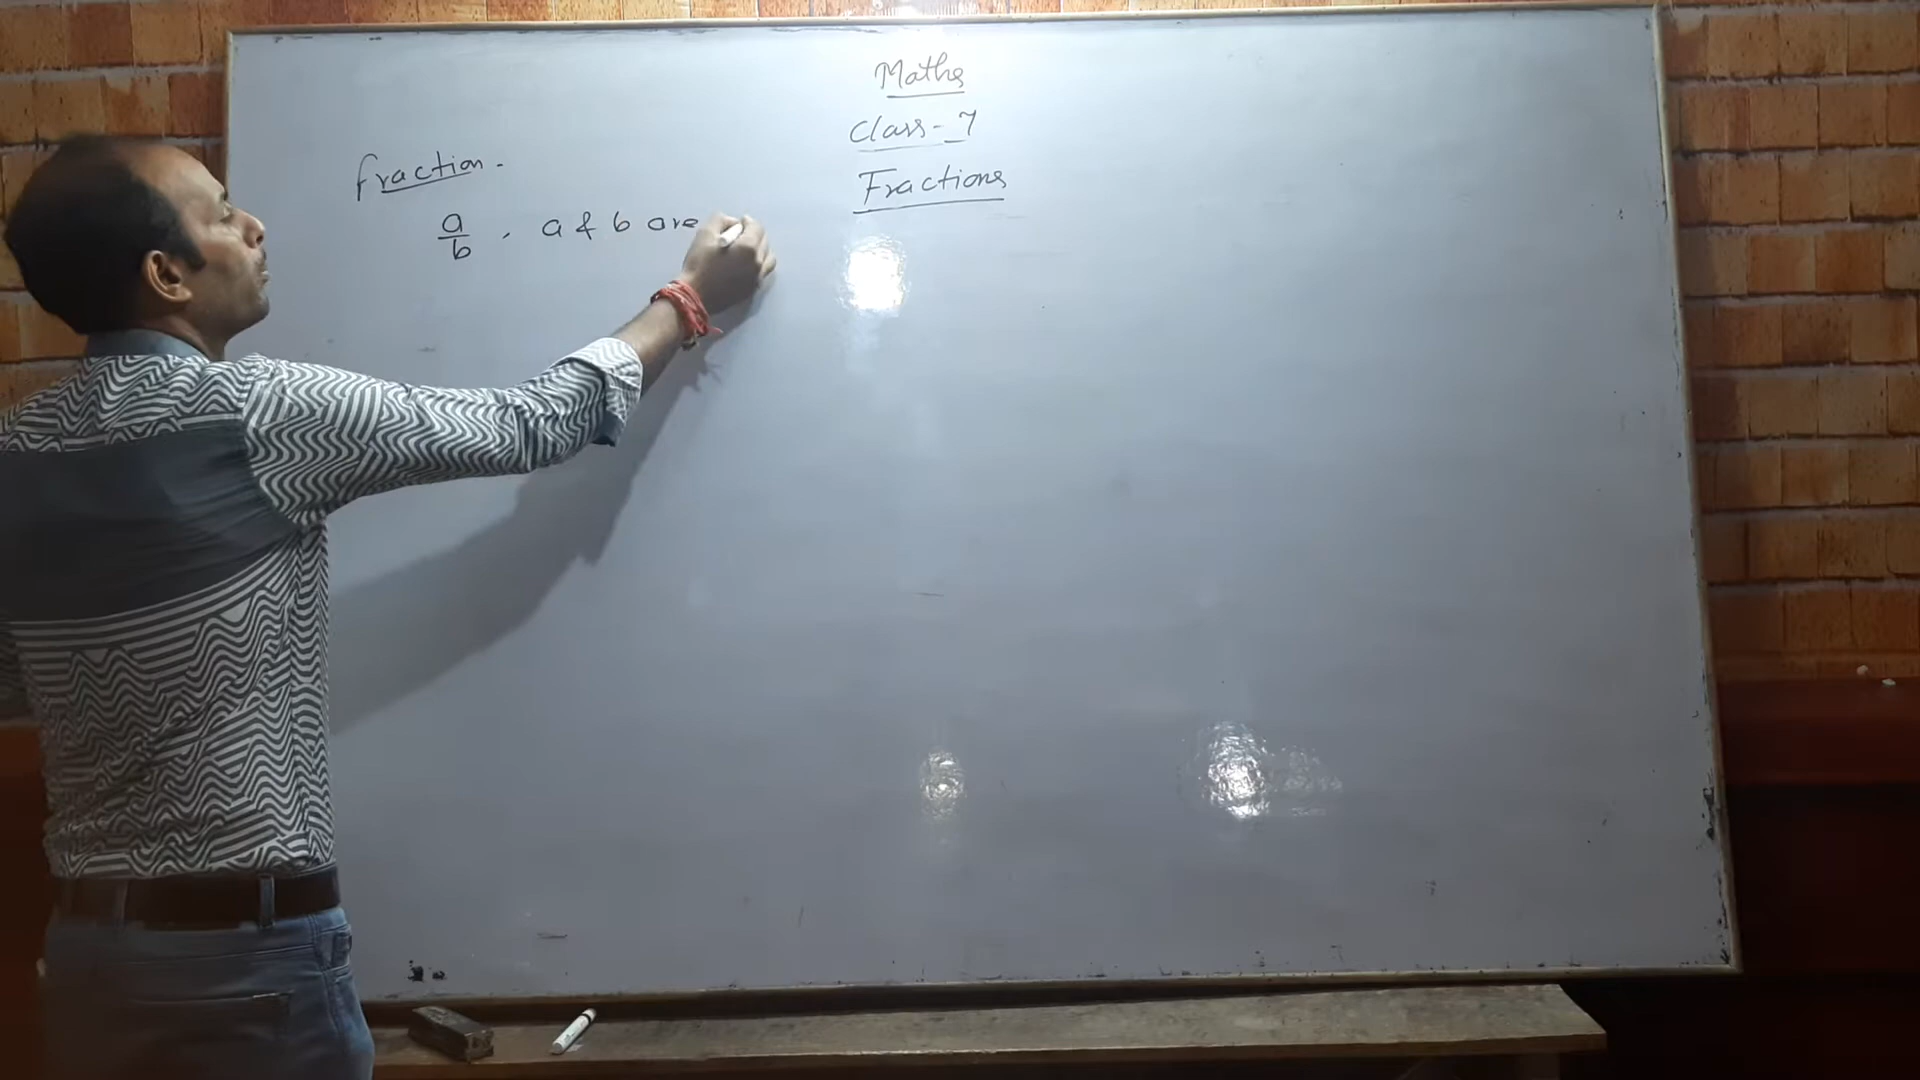 Maths
Class - 7
Fractions
fraction -
a/b , a & b are